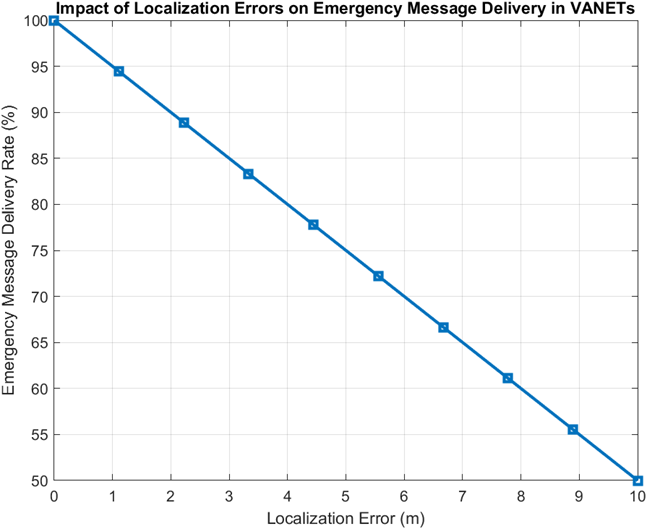 Impact of Localization Errors on Emergency Message Delivery in VANETs
100
95
90
85
80
75
70
65
60
55
50
Emergency Message Delivery Rate (%)
0 1 2 3 4 5 6 7 8 9 10
Localization Error (m)